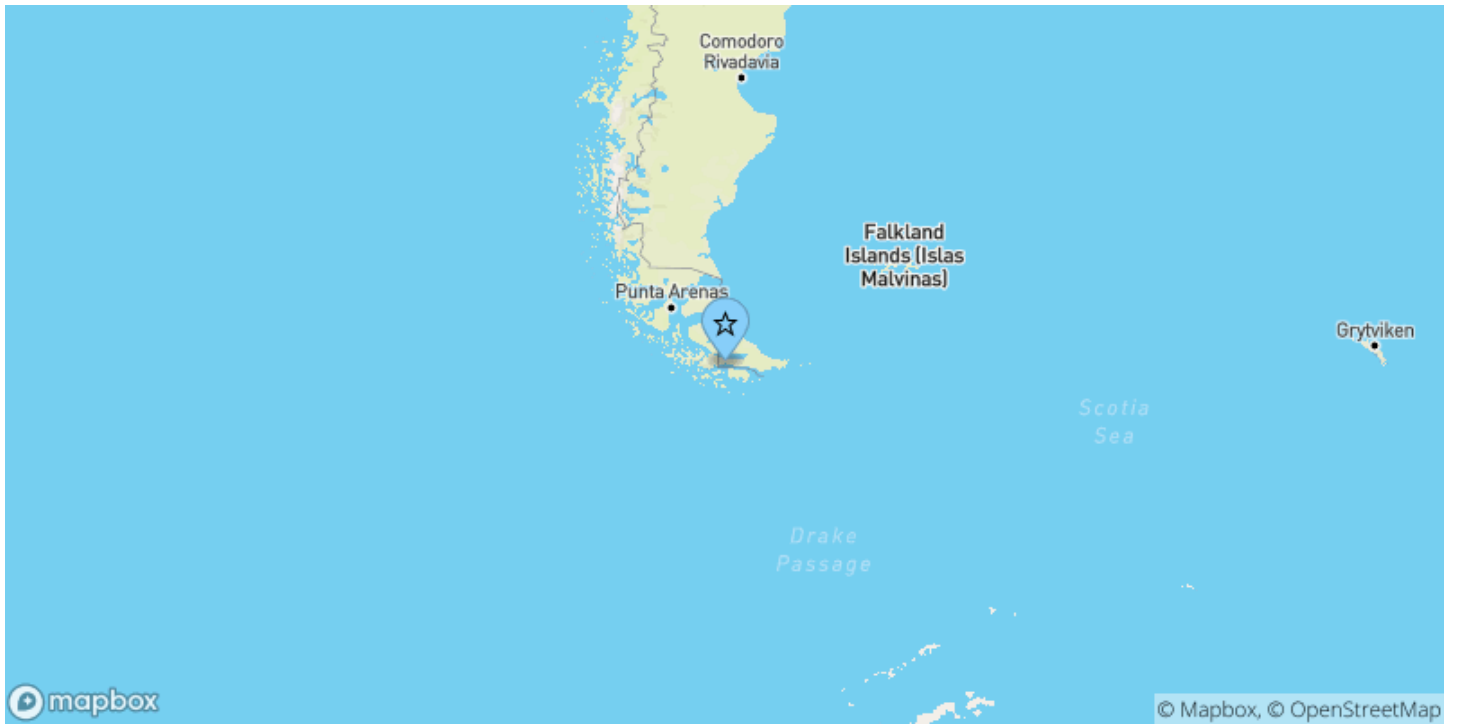 Comodoro
Rivadavia
Falkland
Islands (Islas
Malvinas)
Punta Arenas
Grytviken
Scotia
Sea
Drake
Passage
mapbox
© Mapbox, © OpenStreetMap